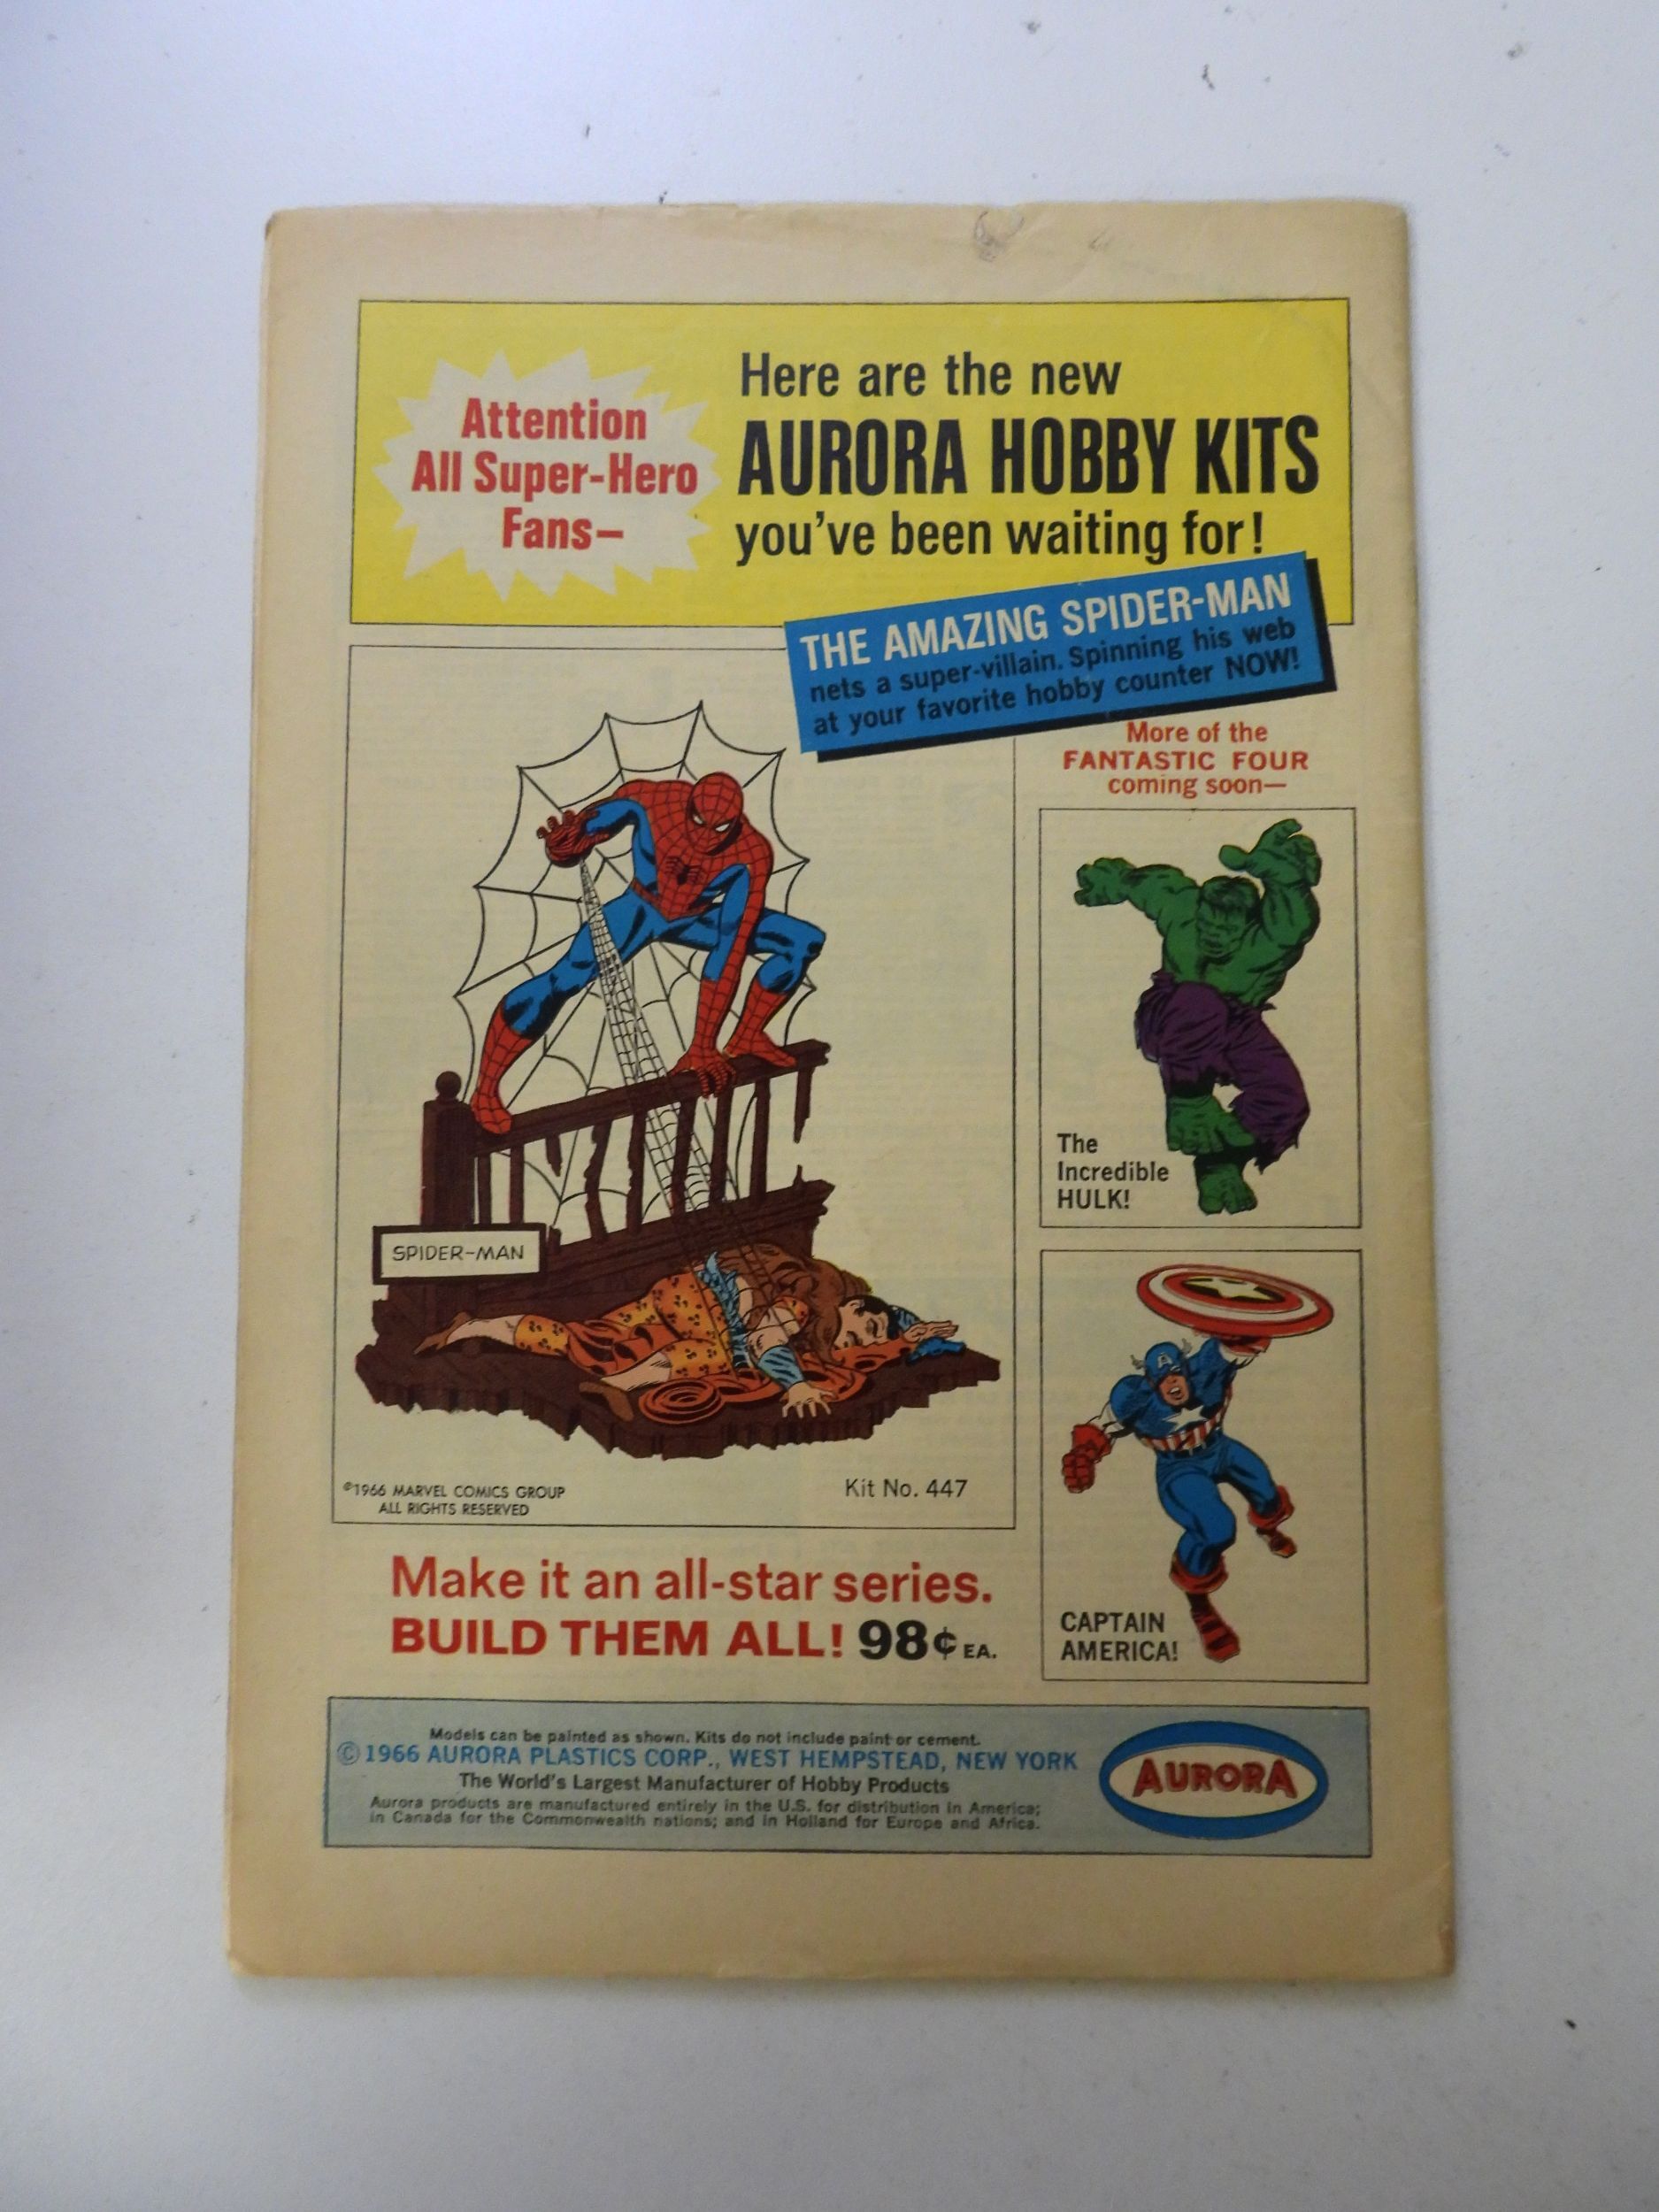 Attention
All Super-Hero
Fans—
Here are the new
AURORA HOBBY KITS
you've been waiting for!
THE AMAZING SPIDER-MAN
nets a super-villain. Spinning his web
at your favorite hobby counter NOW!
More of the
FANTASTIC FOUR
coming soon—
The
Incredible
HULK!
SPIDER-MAN
©1966 MARVEL COMICS GROUP
ALL RIGHTS RESERVED
Kit No. 447
A
CAPTAIN
AMERICA!
Make it an all-star series.
BUILD THEM ALL! 98¢ EA.
Models can be painted as shown. Kits do not include paint or cement.
© 1966 AURORA PLASTICS CORP., WEST HEMPSTEAD, NEW YORK
The World's Largest Manufacturer of Hobby Products
Aurora products are manufactured entirely in the U.S. for distribution in America;
in Canada for the Commonwealth nations; and in Holland for Europe and Africa.
AURORA